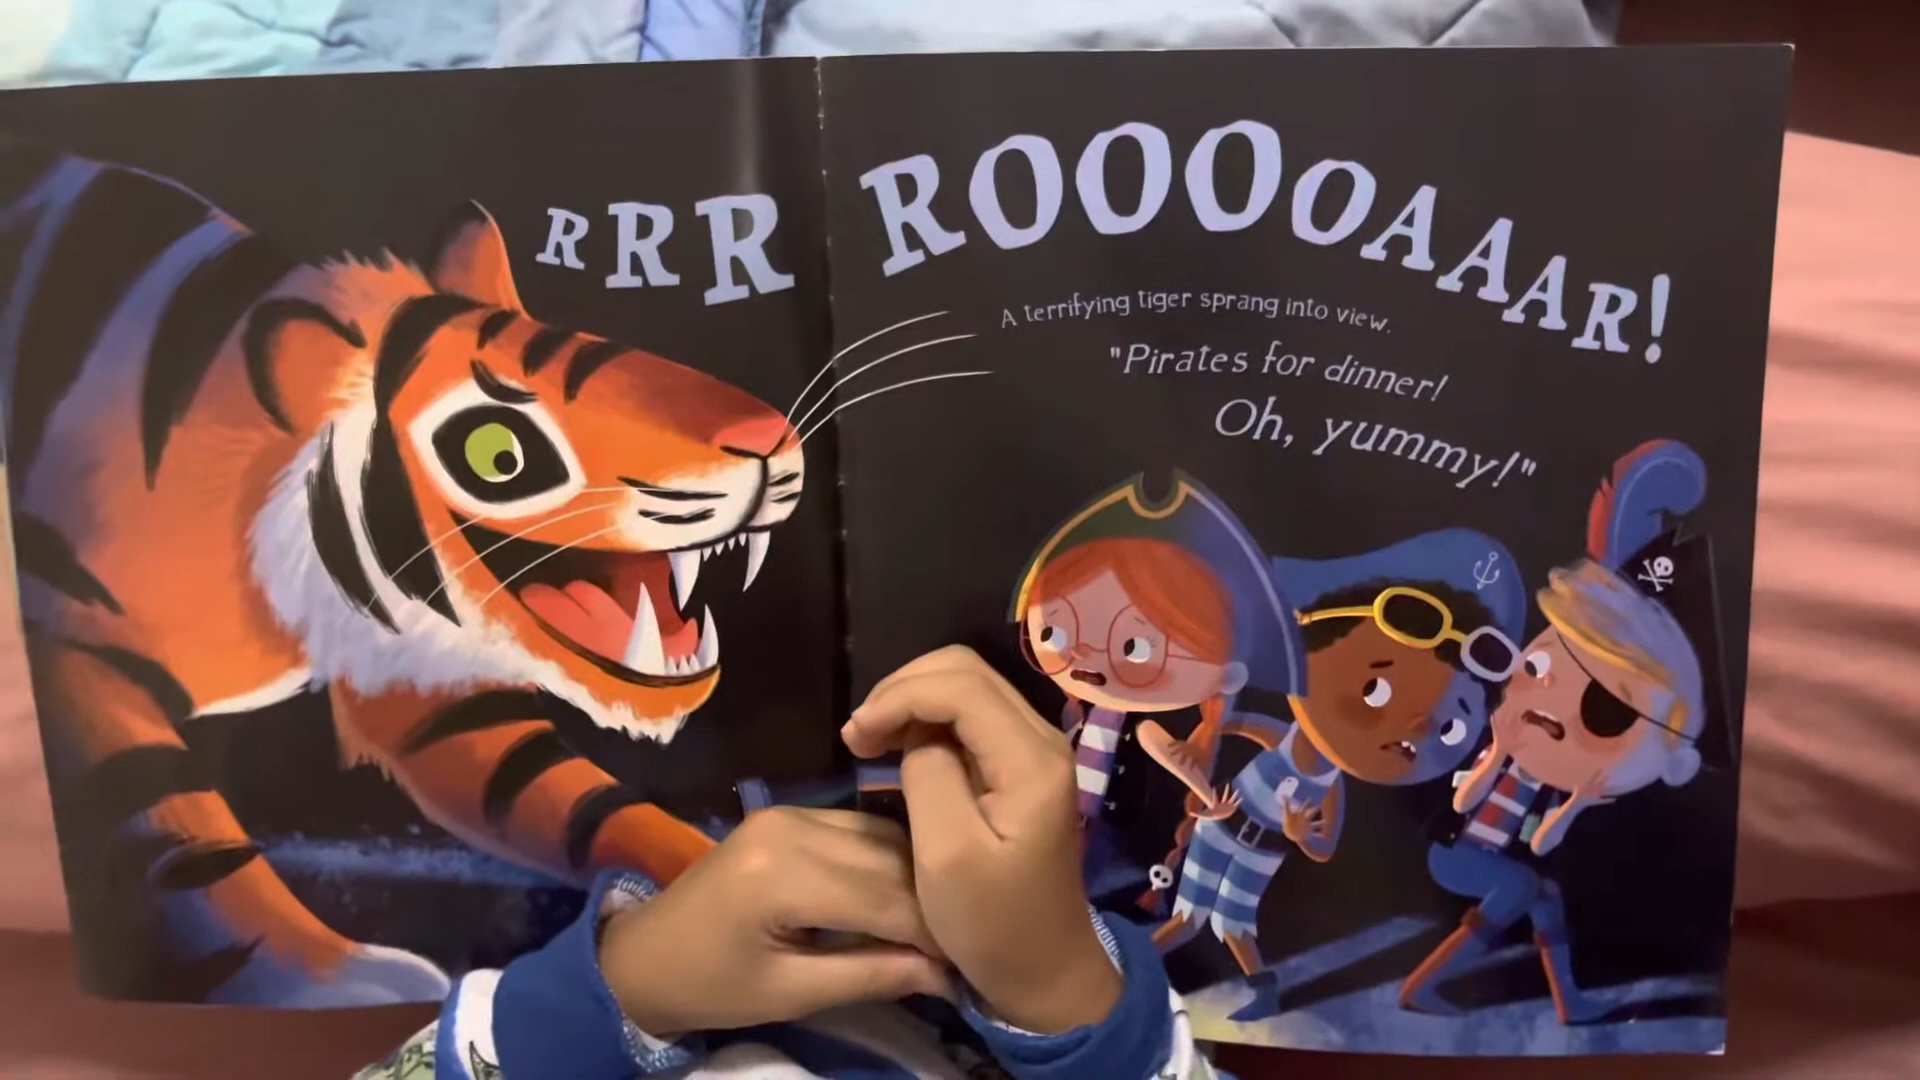 RRR ROOOOAAAR!
A terrifying tiger sprang into view.
"Pirates for dinner!
Oh, yummy!"